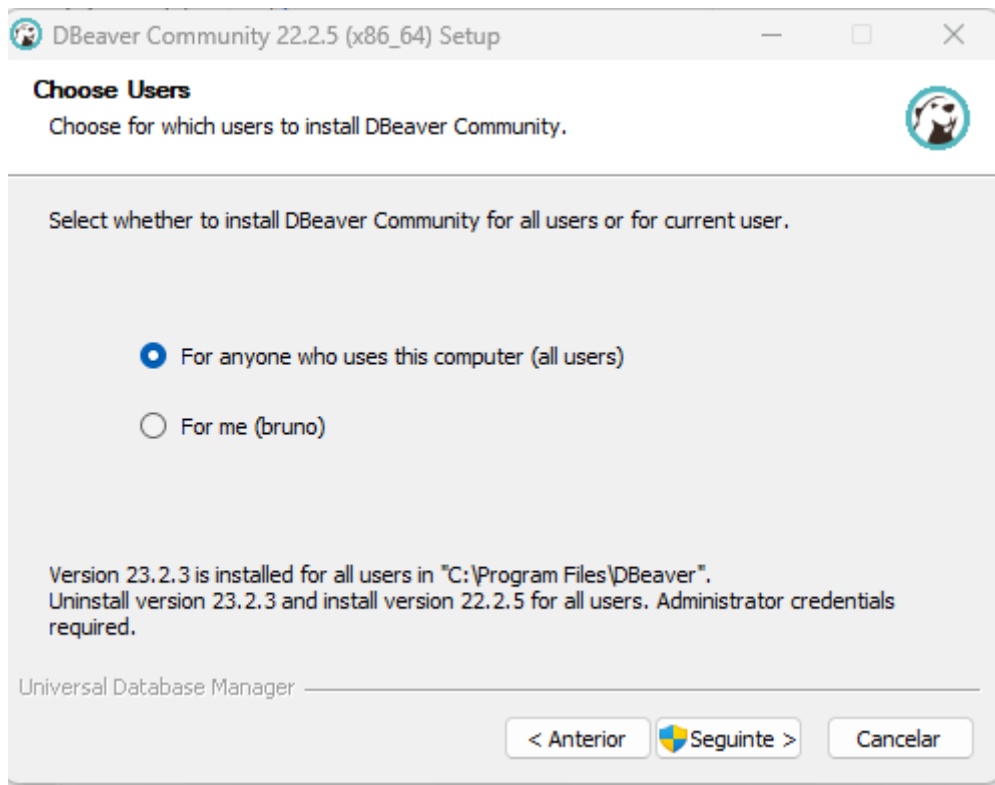 DBeaver Community 22.2.5 (x86_64) Setup
Choose Users
Choose for which users to install DBeaver Community.
Select whether to install DBeaver Community for all users or for current user.
For anyone who uses this computer (all users)
For me (bruno)
Version 23.2.3 is installed for all users in "C:\Program Files\DBeaver".
Uninstall version 23.2.3 and install version 22.2.5 for all users. Administrator credentials
required.
Universal Database Manager
< Anterior Seguinte > Cancelar